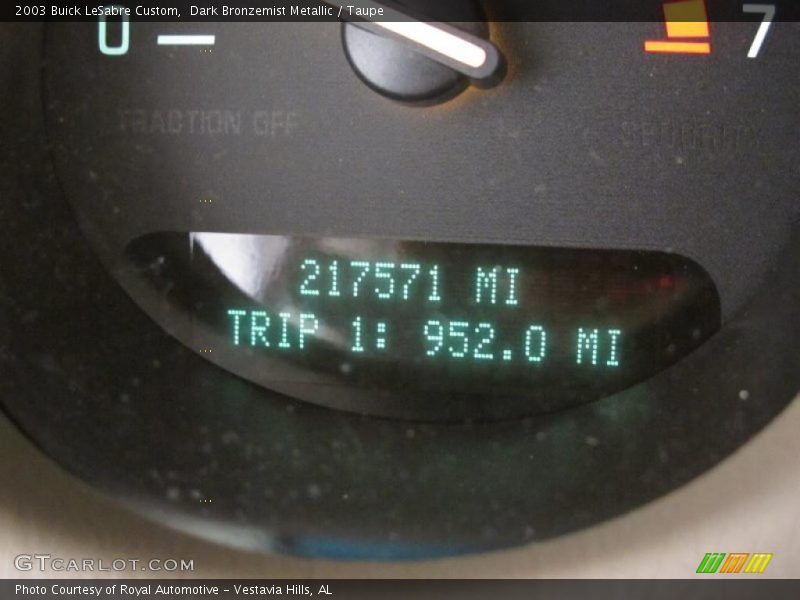 2003 Buick LeSabre Custom,  Dark Bronzemist Metallic / Taupe
0 7
TRACTION OFF SECURITY
217571 MI
TRIP 1: 952.0 MI
GTCARLOT.COM
Photo Courtesy of Royal Automotive - Vestavia Hills, AL